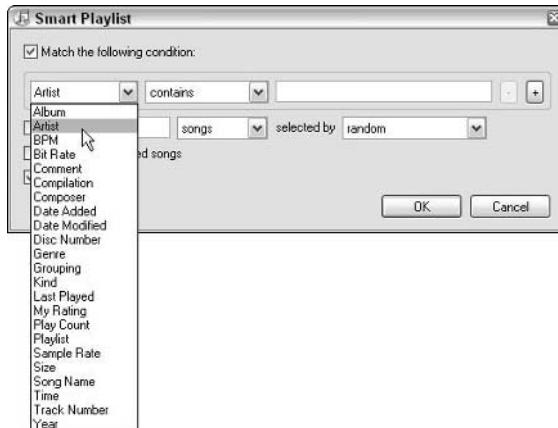 Smart Playlist
Match the following condition:
Artist contains - +
Album
Artist
BPM
Bit Rate
Comment
Compilation
Composer
Date Added
Date Modified
Disc Number
Genre
Grouping
Kind
Last Played
My Rating
Play Count
Playlist
Sample Rate
Size
Song Name
Time
Track Number
Year
songs selected by random
d songs
OK Cancel